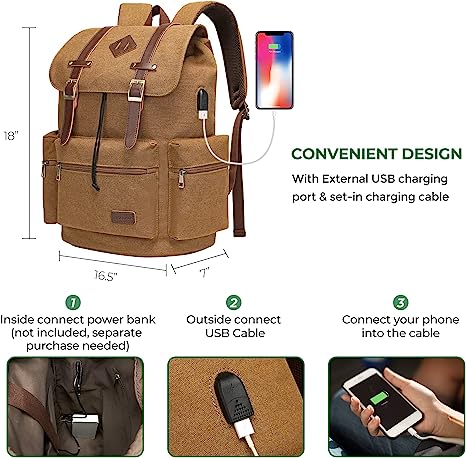 18"
CONVENIENT DESIGN
With External USB charging
port & set-in charging cable
16.5"
7"
1
Inside connect power bank
(not included, separate
purchase needed)
2
Outside connect
USB Cable
3
Connect your phone
into the cable